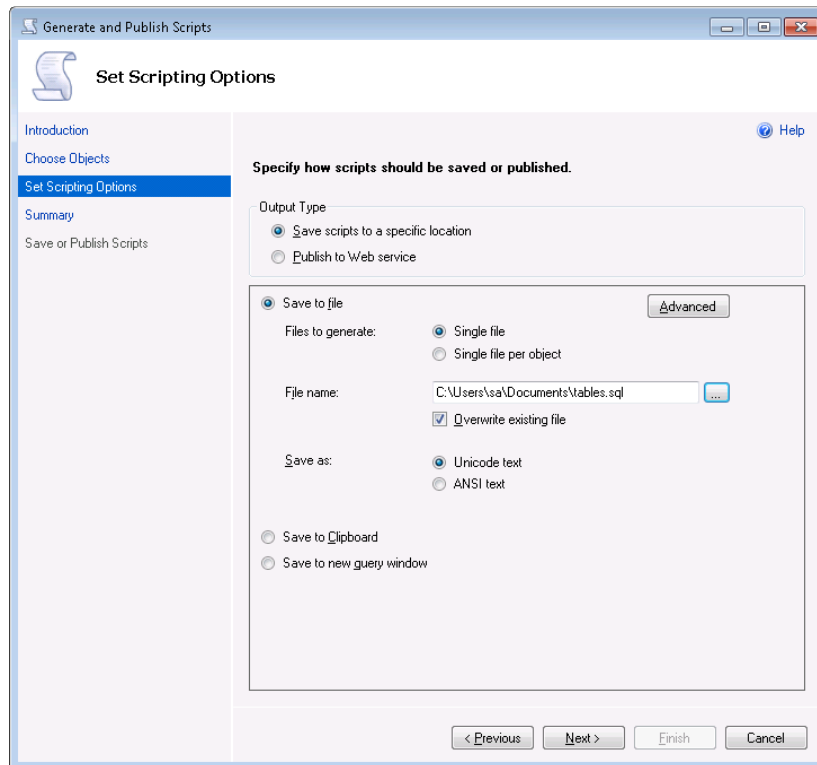 Generate and Publish Scripts
Set Scripting Options
Introduction
Choose Objects
Set Scripting Options
Summary
Save or Publish Scripts
Help
Specify how scripts should be saved or published.
Output Type
Save scripts to a specific location
Publish to Web service
Save to file
Advanced
Files to generate:
Single file
Single file per object
File name:
C:\Users\sa\Documents\tables.sql
...
Overwrite existing file
Save as:
Unicode text
ANSI text
Save to Clipboard
Save to new query window
< Previous
Next >
Finish
Cancel